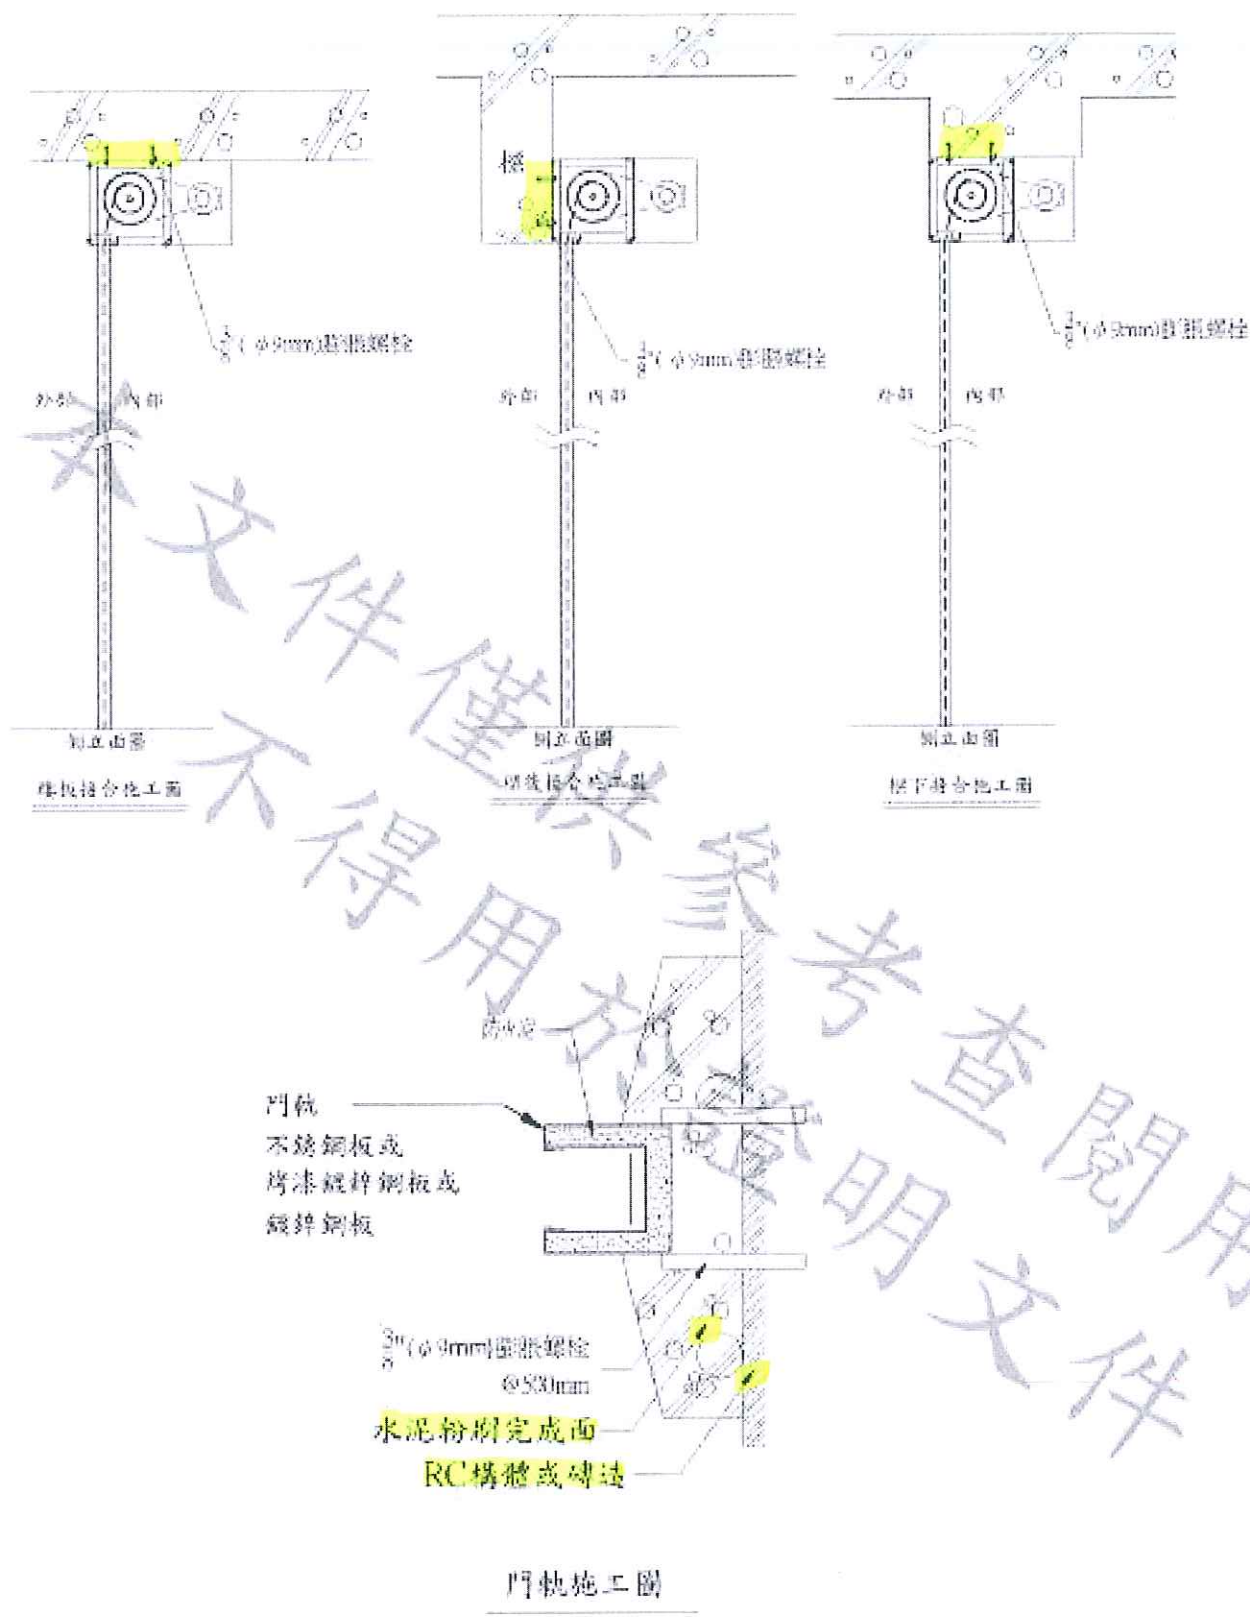 3/8"(φ9mm)膨脹螺栓
外部 內部
側立面圖
樓板接合施工圖
樑
3/8"(φ9mm)膨脹螺栓
外部 內部
側立面圖
樑後接合施工圖
3/8"(φ9mm)膨脹螺栓
外部 內部
側立面圖
樑下接合施工圖
門軌
不銹鋼板或
烤漆鍍鋅鋼板或
鍍鋅鋼板
3/8"(φ9mm)膨脹螺栓
@500mm
水泥粉刷完成面
RC構體或磚造
門軌施工圖
本文件僅供參考查閱用
不得用於證明文件